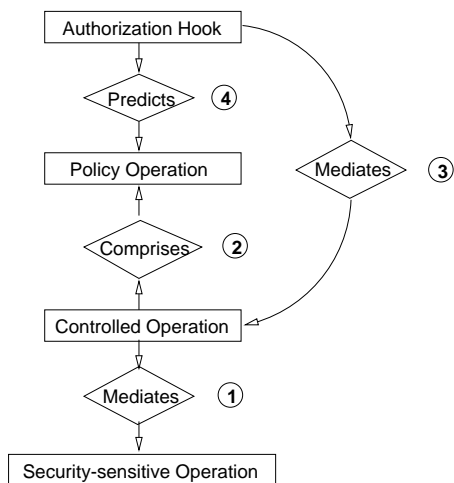 Authorization Hook
Predicts 4
Policy Operation
Mediates 3
Comprises 2
Controlled Operation
Mediates 1
Security-sensitive Operation